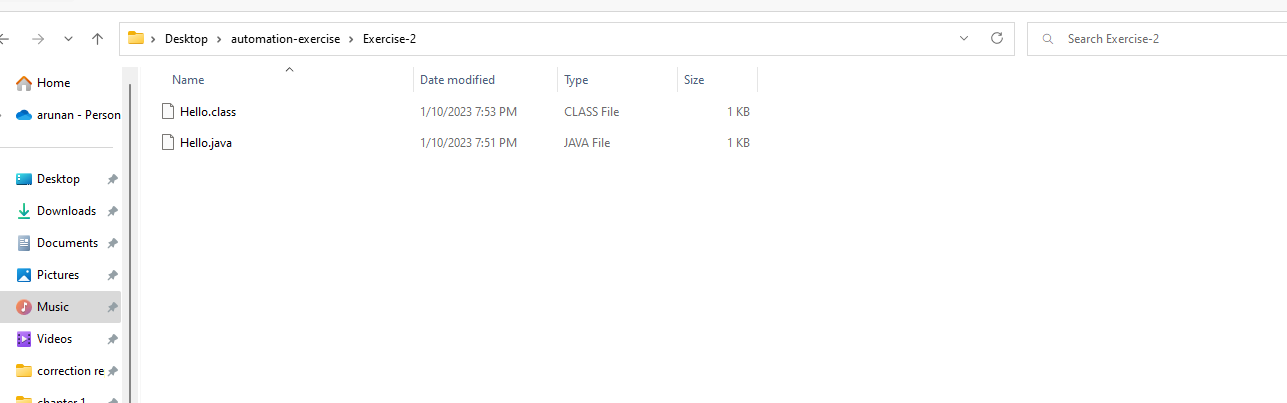 Desktop > automation-exercise > Exercise-2
Search Exercise-2
Name Date modified Type Size
Home
Hello.class 1/10/2023 7:53 PM CLASS File 1 KB
arunan - Person
Hello.java 1/10/2023 7:51 PM JAVA File 1 KB
Desktop
Downloads
Documents
Pictures
Music
Videos
correction re
chapter 1